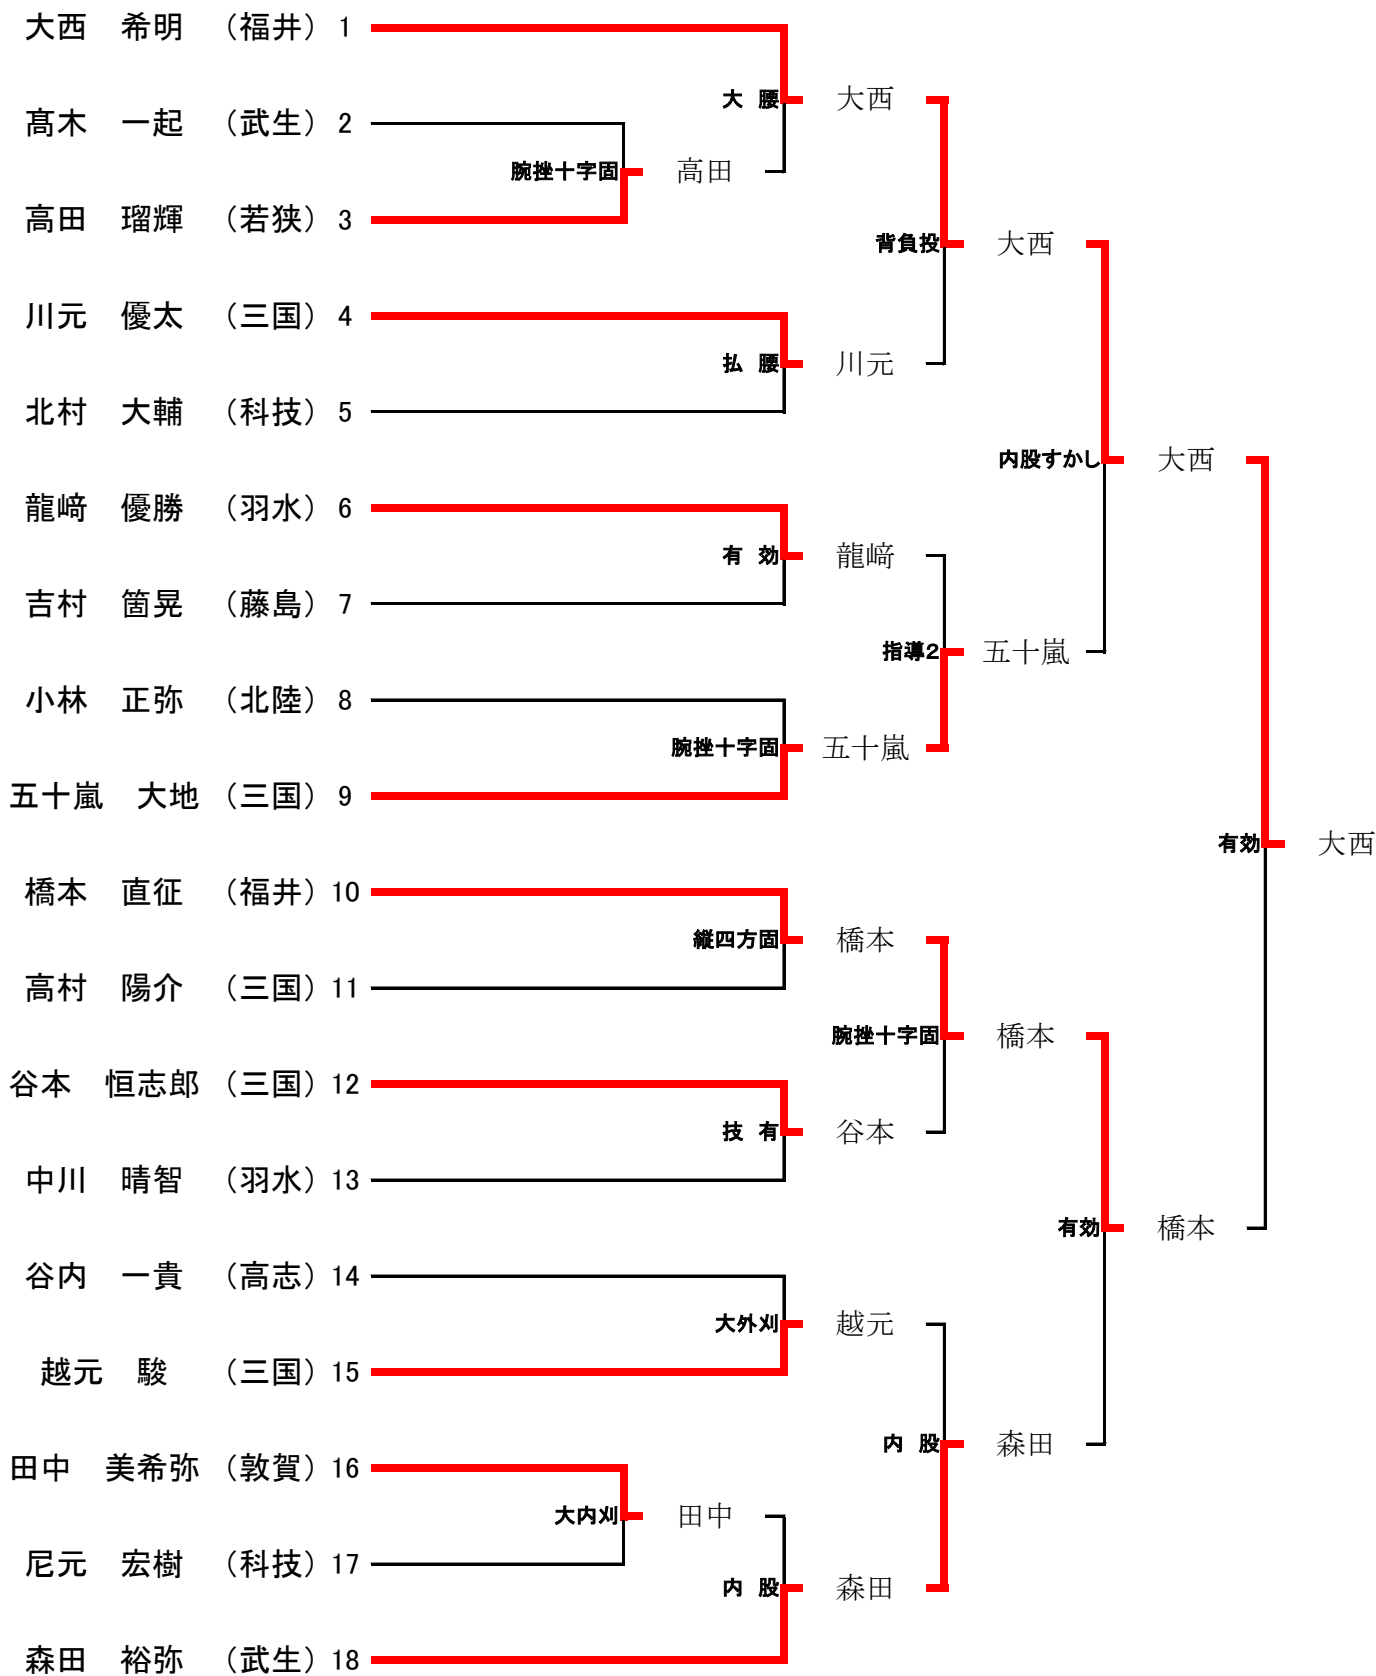 大西　希明　（福井） 1
大 腰　大西
髙木　一起　（武生） 2
腕挫十字固　高田
高田　瑠輝　（若狭） 3
背負投　大西
川元　優太　（三国） 4
払 腰　川元
北村　大輔　（科技） 5
内股すかし　大西
龍﨑　優勝　（羽水） 6
有 効　龍﨑
吉村　箇晃　（藤島） 7
指導２　五十嵐
小林　正弥　（北陸） 8
腕挫十字固　五十嵐
五十嵐　大地　（三国） 9
有効　大西
橋本　直征　（福井） 10
縦四方固　橋本
高村　陽介　（三国） 11
腕挫十字固　橋本
谷本　恒志郎　（三国） 12
技 有　谷本
中川　晴智　（羽水） 13
有効　橋本
谷内　一貴　（高志） 14
大外刈　越元
越元　駿　（三国） 15
内 股　森田
田中　美希弥　（敦賀） 16
大内刈　田中
尼元　宏樹　（科技） 17
内 股　森田
森田　裕弥　（武生） 18